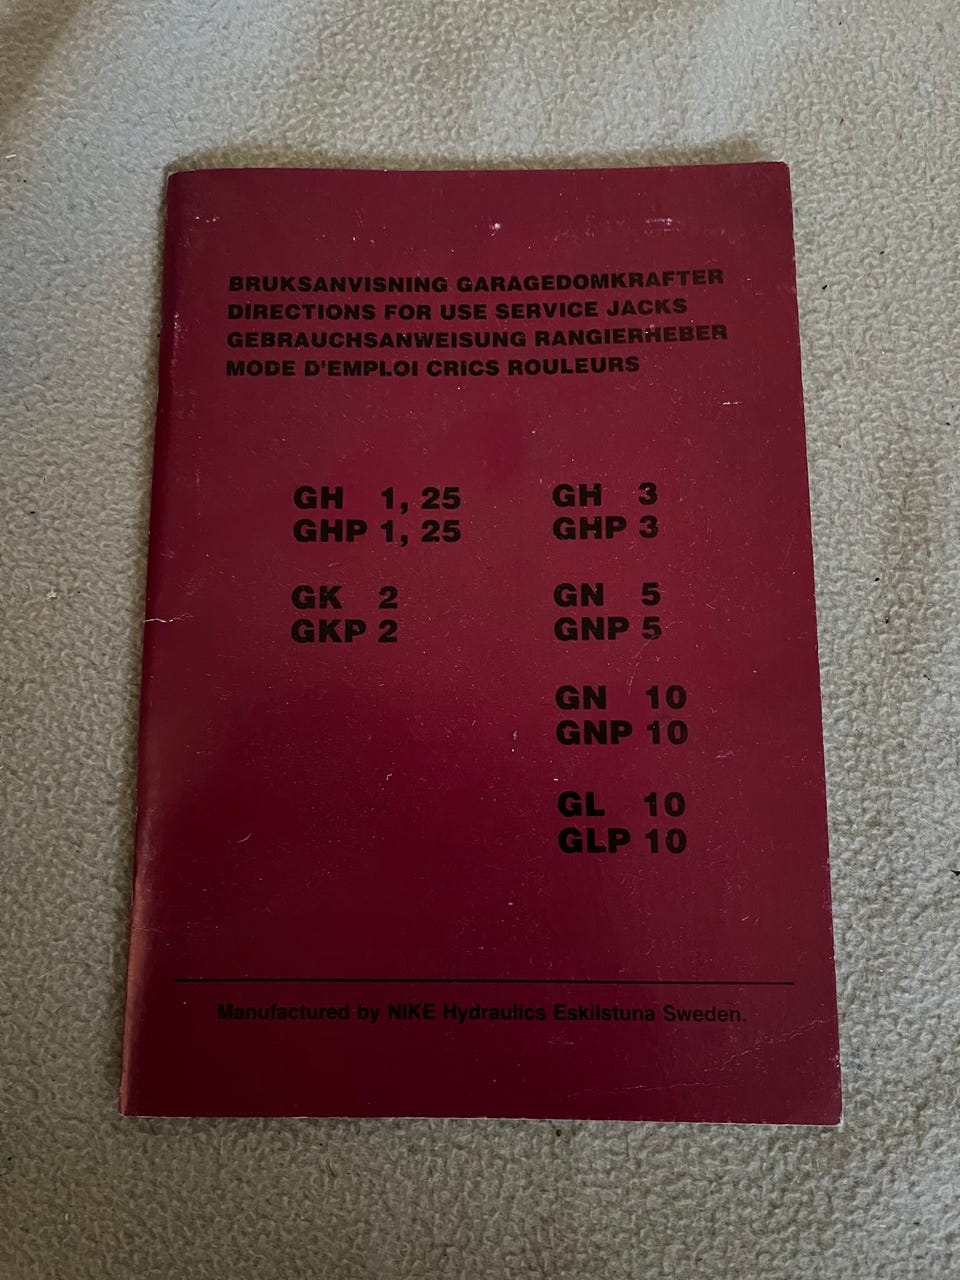 BRUKSANVISNING GARAGEDOMKRAFTER
DIRECTIONS FOR USE SERVICE JACKS
GEBRAUCHSANWEISUNG RANGIERHEBER
MODE D'EMPLOI CRICS ROULEURS
GH 1, 25
GHP 1, 25
GK 2
GKP 2
GH 3
GHP 3
GN 5
GNP 5
GN 10
GNP 10
GL 10
GLP 10
Manufactured by NIKE Hydraulics Eskilstuna Sweden.